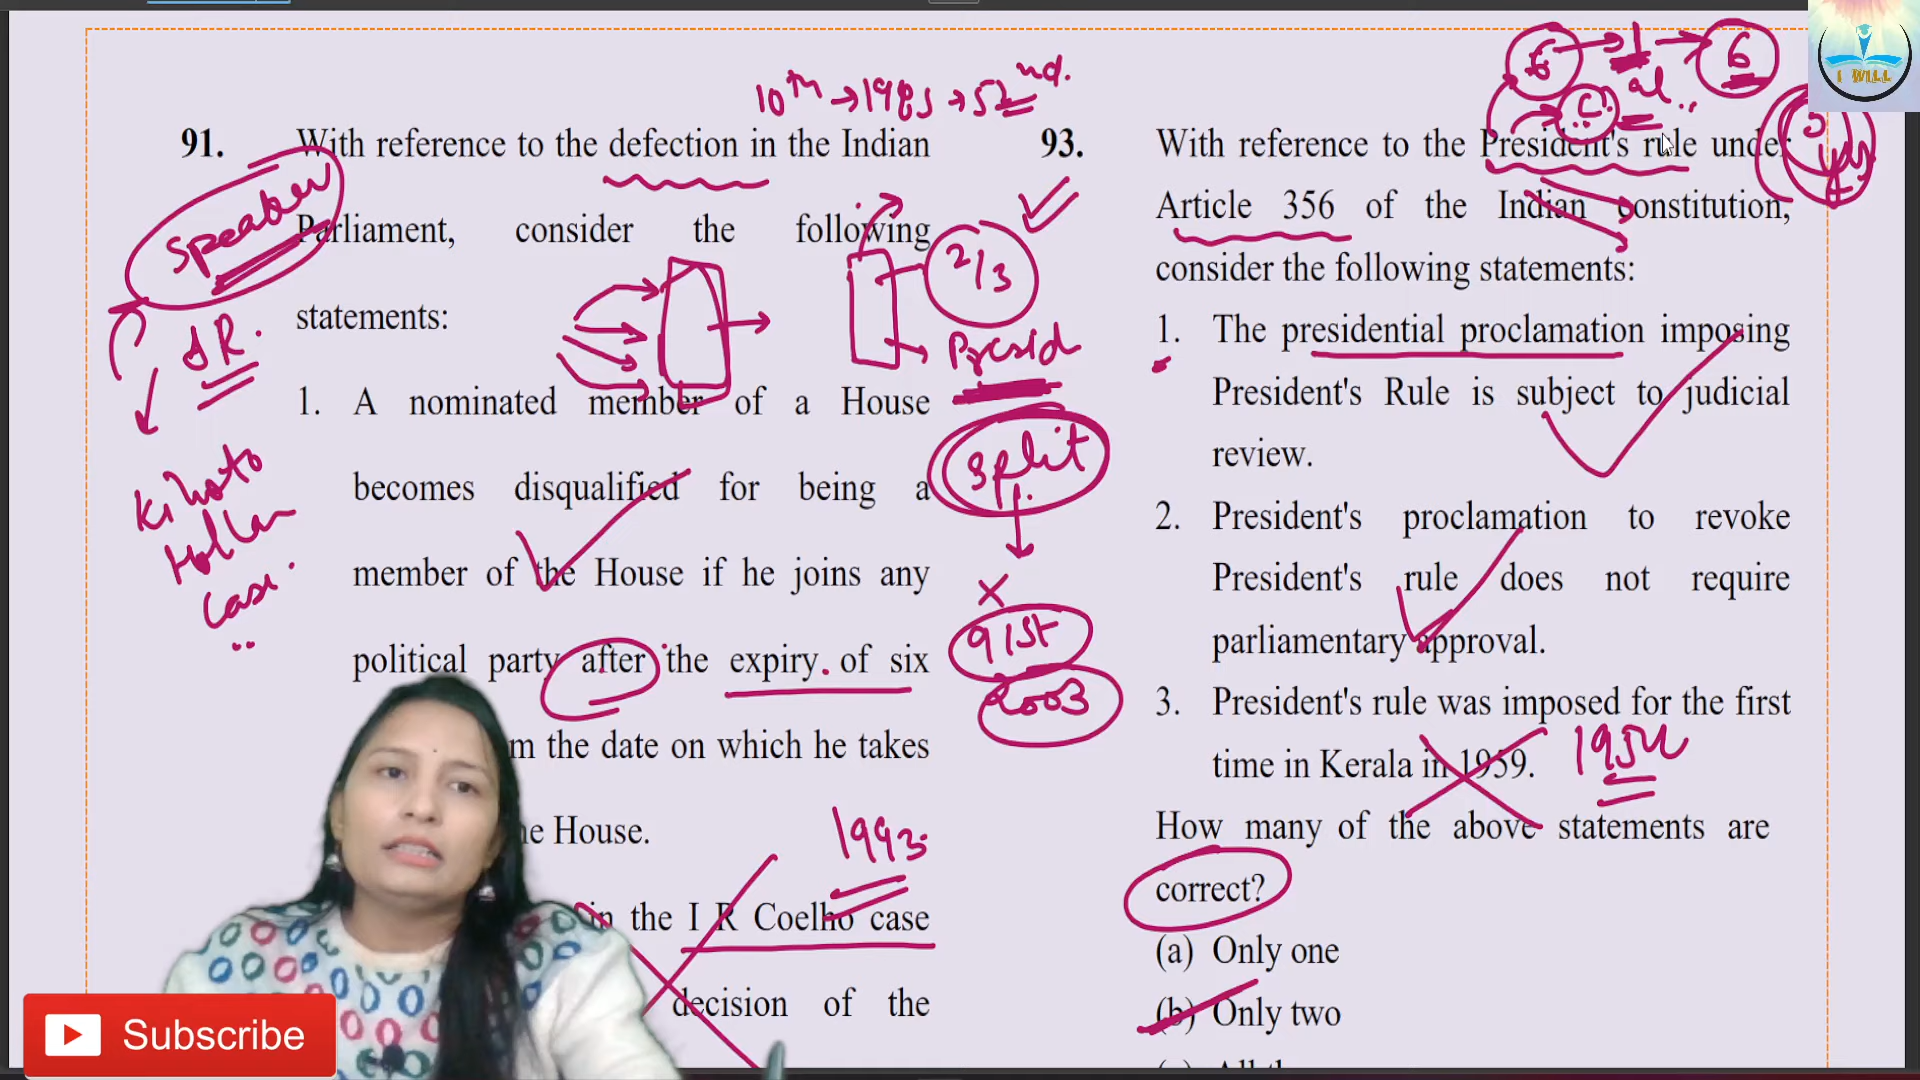 I WILL
10th → 1985 → 52nd.
6 → 1 → 6
al..
91. With reference to the defection in the Indian
Parliament, consider the following
statements:
Speaker
JR.
Kihoto
Hollan
case.
2/3
Presid
Split
91st
2003
1. A nominated member of a House
becomes disqualified for being a
member of the House if he joins any
political party after the expiry of six
m the date on which he takes
he House.
1993.
in the I R Coelho case
decision of the
93. With reference to the President's rule under
Article 356 of the Indian constitution,
consider the following statements:
1. The presidential proclamation imposing
President's Rule is subject to judicial
review.
2. President's proclamation to revoke
President's rule does not require
parliamentary approval.
3. President's rule was imposed for the first
time in Kerala in 1959.
How many of the above statements are
correct?
(a) Only one
(b) Only two
Subscribe